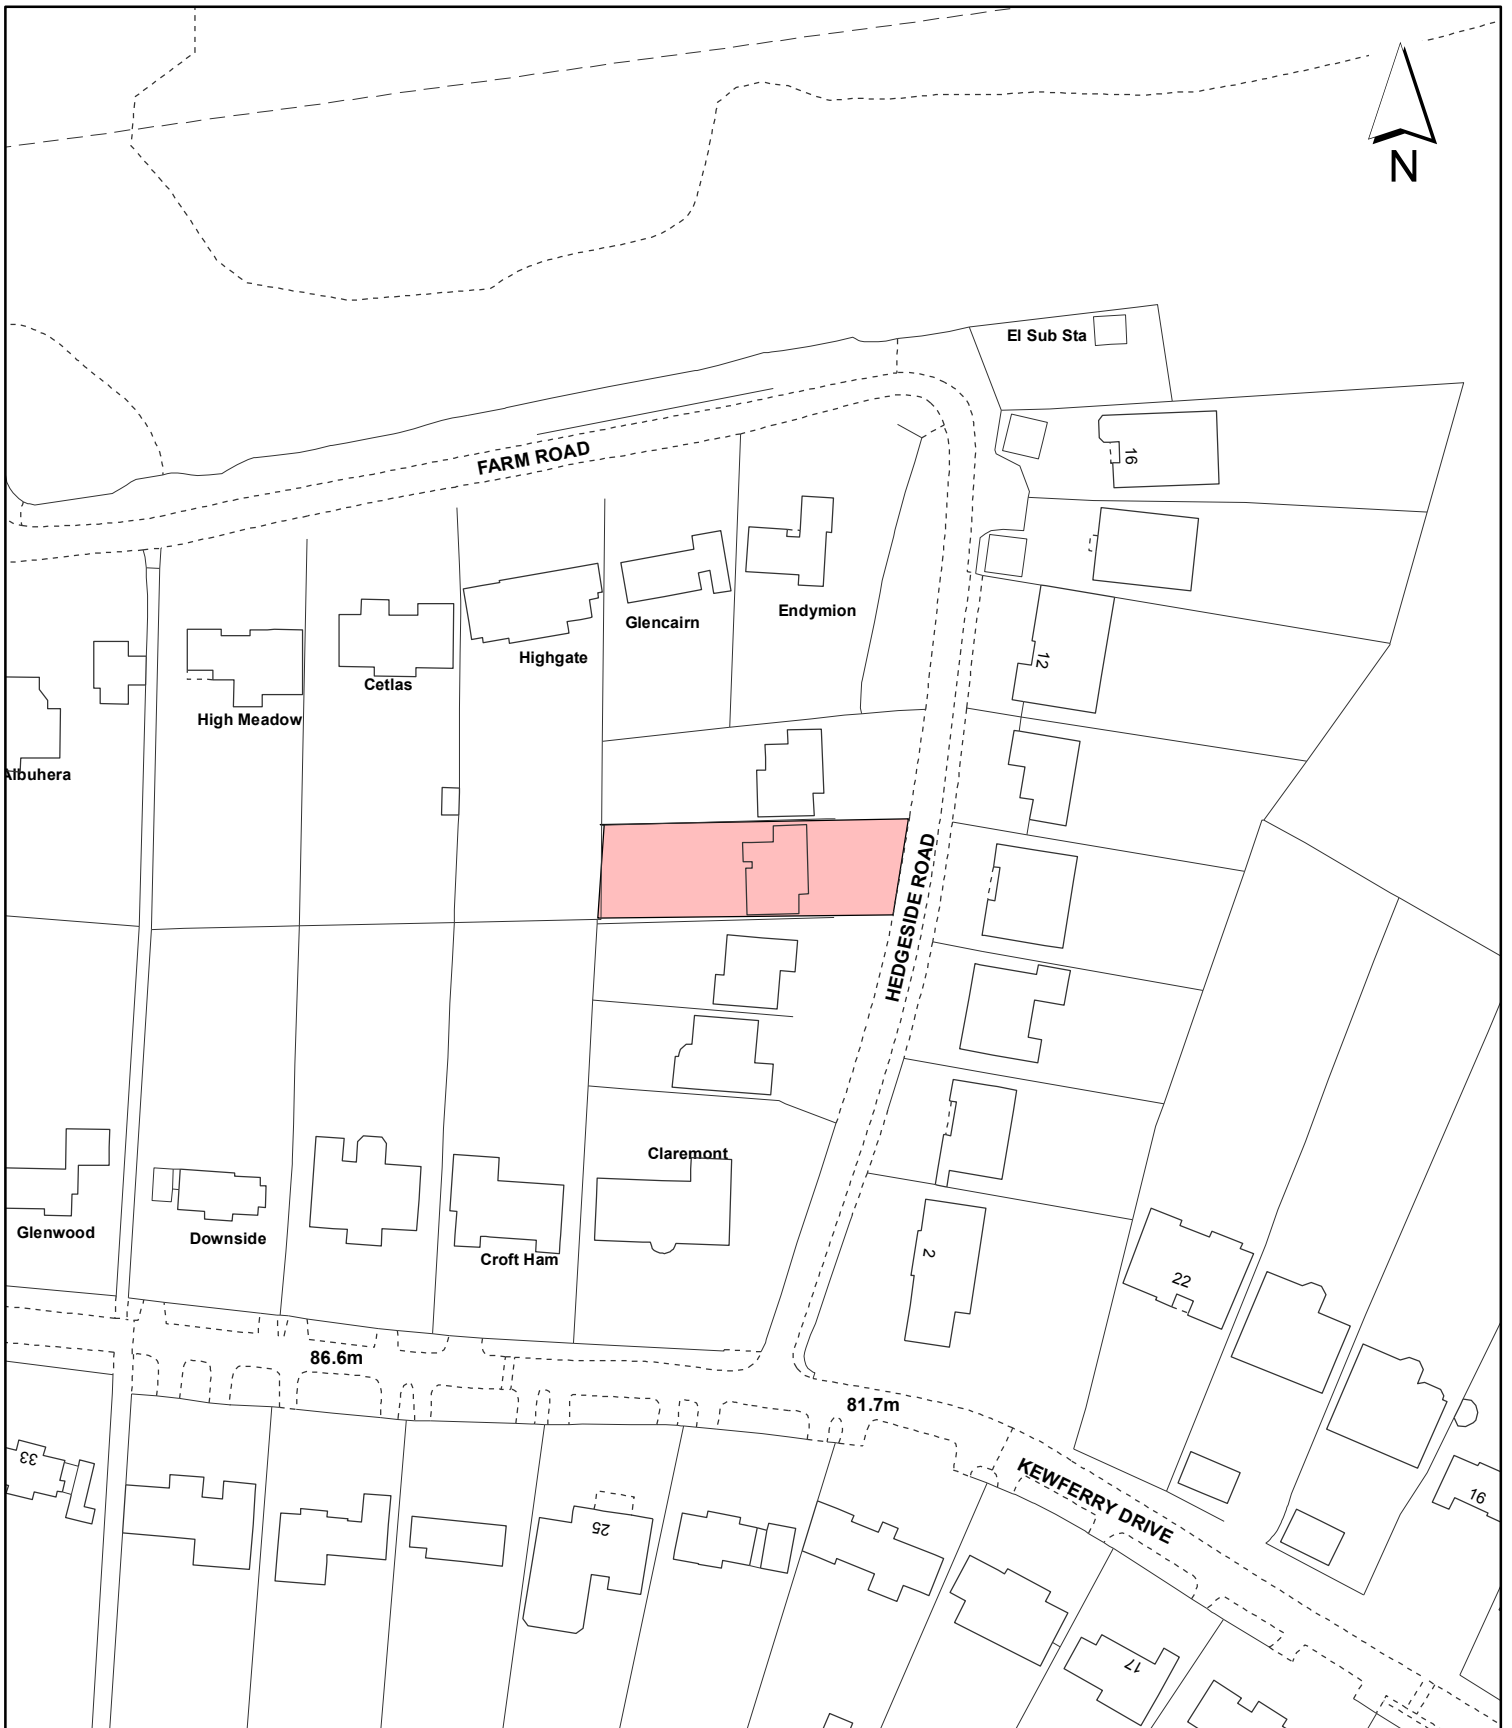 N
El Sub Sta
16
FARM ROAD
12
Endymion
Glencairn
Highgate
Cetlas
High Meadow
Albuhera
HEDGESIDE ROAD
Claremont
Glenwood
Downside
Croft Ham
2
22
86.6m
81.7m
33
25
KEWFERRY DRIVE
16
17